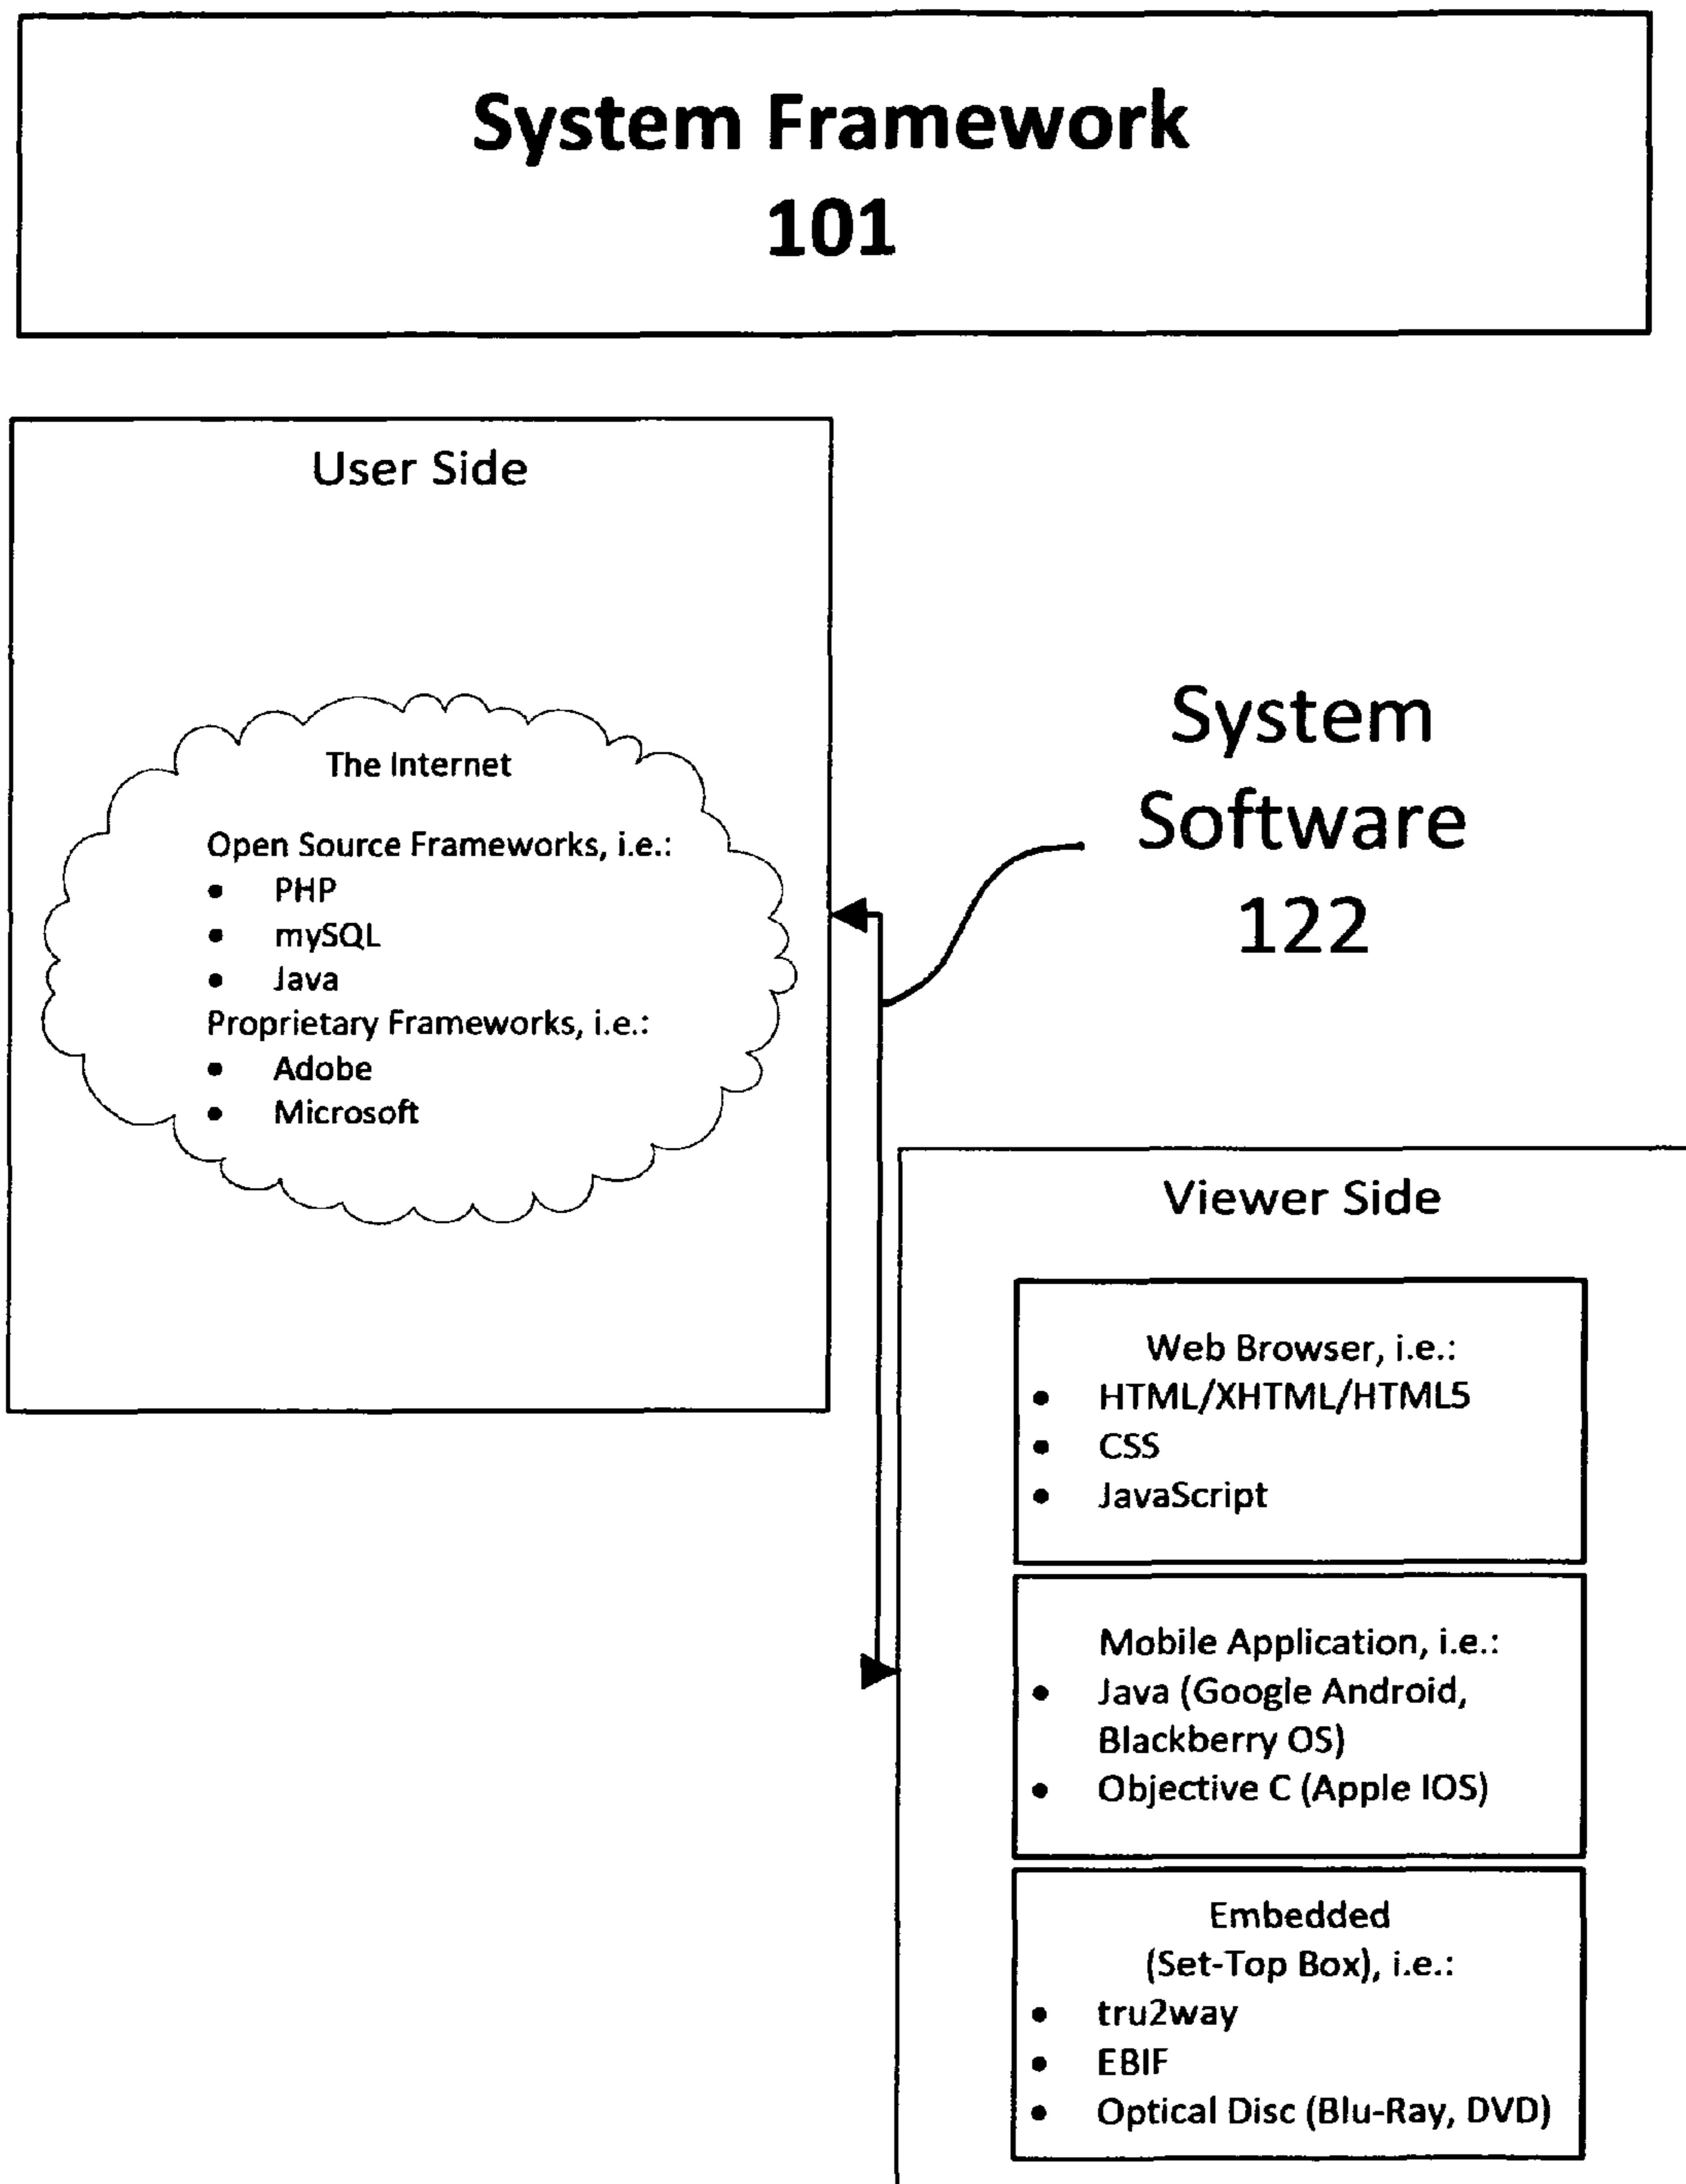 System Framework
101
User Side
The Internet
Open Source Frameworks, i.e.:
• PHP
• mySQL
• Java
Proprietary Frameworks, i.e.:
• Adobe
• Microsoft
System
Software
122
Viewer Side
Web Browser, i.e.:
• HTML/XHTML/HTML5
• CSS
• JavaScript
Mobile Application, i.e.:
• Java (Google Android,
Blackberry OS)
• Objective C (Apple IOS)
Embedded
(Set-Top Box), i.e.:
• tru2way
• EBIF
• Optical Disc (Blu-Ray, DVD)